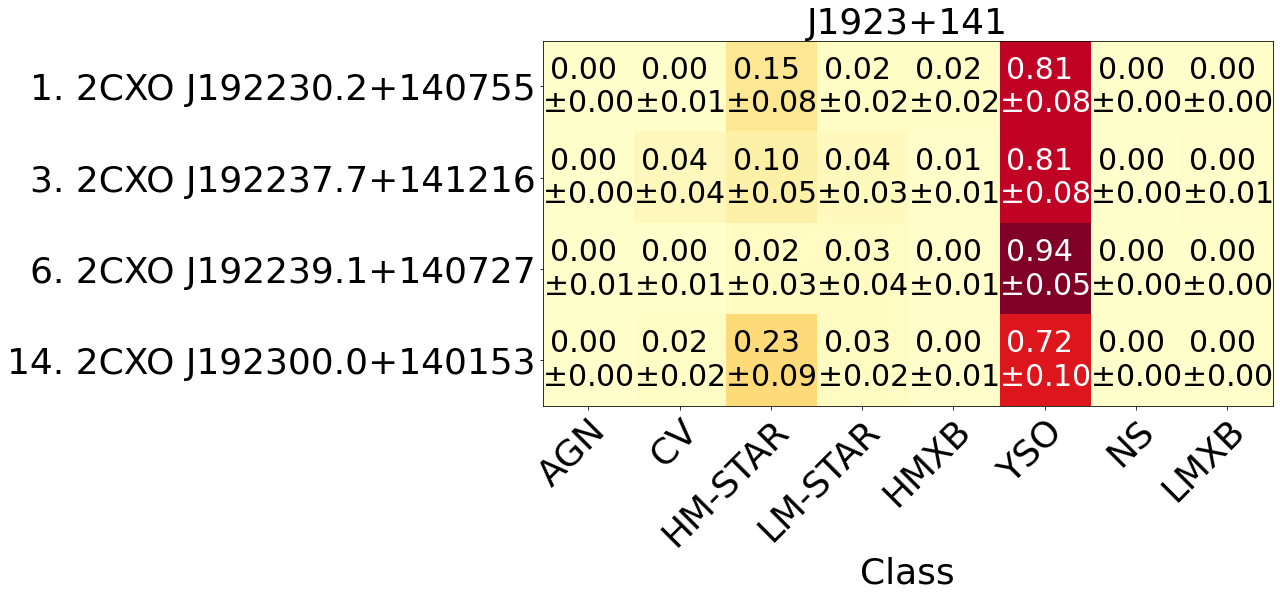 J1923+141
1. 2CXO J192230.2+140755 0.00 0.00 0.15 0.02 0.02 0.81 0.00 0.00
±0.00 ±0.01 ±0.08 ±0.02 ±0.02 ±0.08 ±0.00 ±0.00
3. 2CXO J192237.7+141216 0.00 0.04 0.10 0.04 0.01 0.81 0.00 0.00
±0.00 ±0.04 ±0.05 ±0.03 ±0.01 ±0.08 ±0.00 ±0.01
6. 2CXO J192239.1+140727 0.00 0.00 0.02 0.03 0.00 0.94 0.00 0.00
±0.01 ±0.01 ±0.03 ±0.04 ±0.01 ±0.05 ±0.00 ±0.00
14. 2CXO J192300.0+140153 0.00 0.02 0.23 0.03 0.00 0.72 0.00 0.00
±0.00 ±0.02 ±0.09 ±0.02 ±0.01 ±0.10 ±0.00 ±0.00
AGN CV HM-STAR LM-STAR HMXB YSO NS LMXB
Class